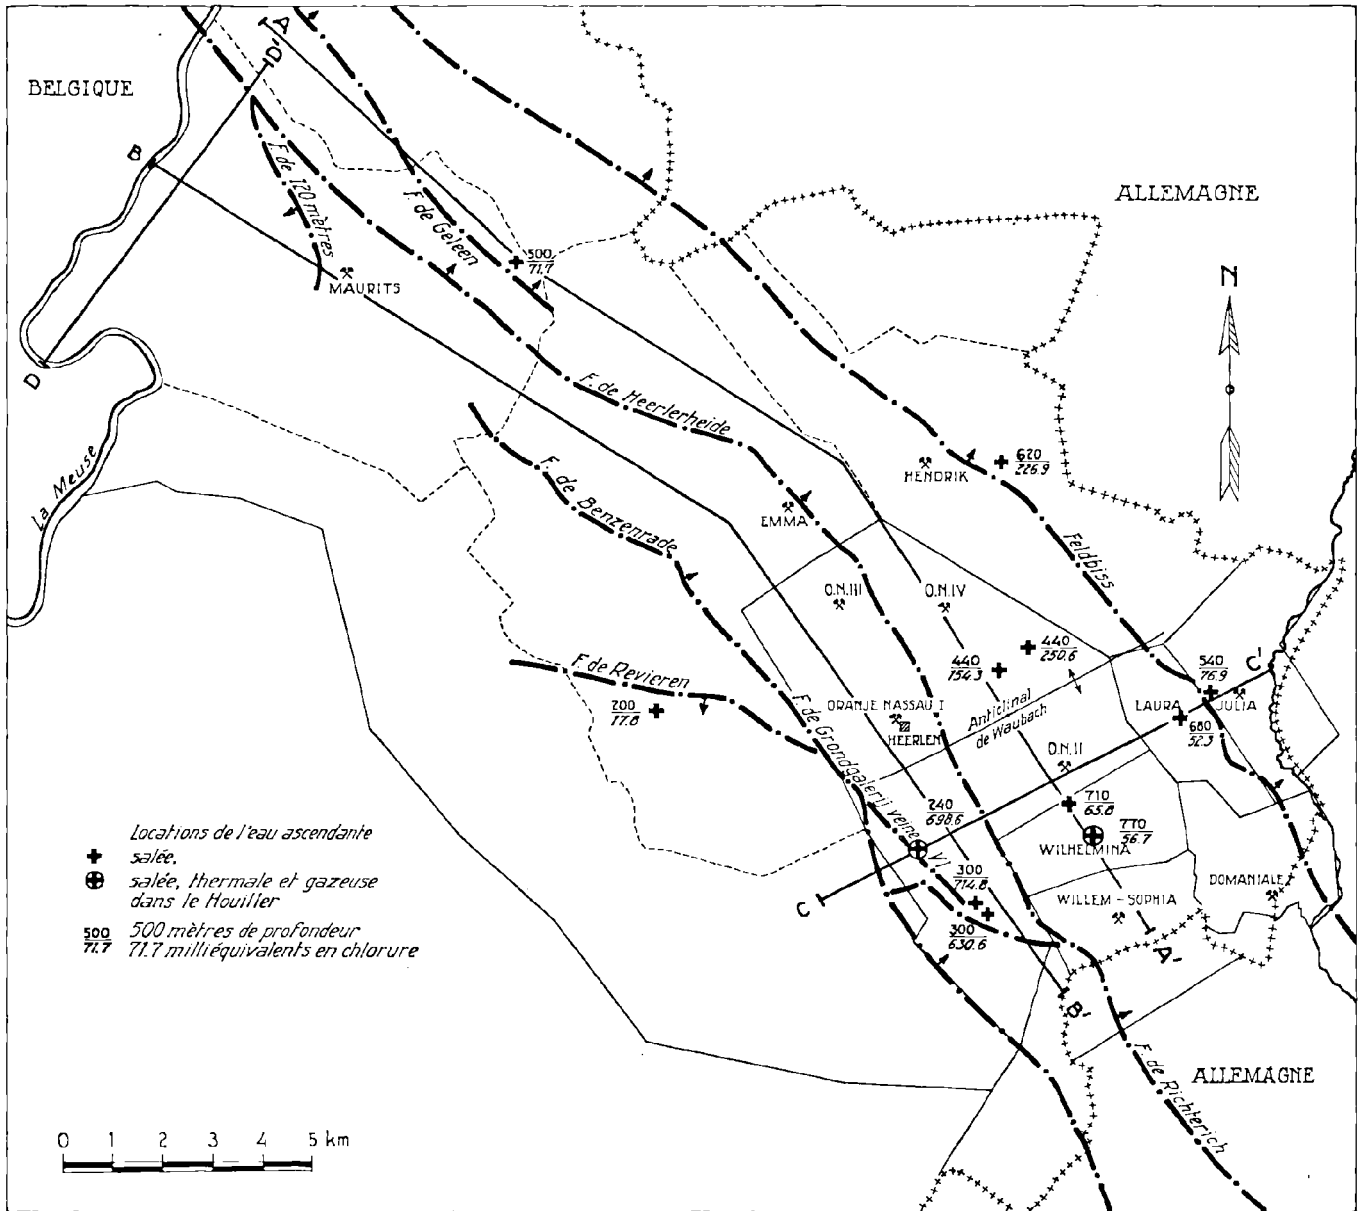 A
D'
BELGIQUE
B
F. de 120 mètres
F. de Geleen
ALLEMAGNE
500
71.7
N
MAURITS
D
F. de Heerlerheide
La Meuse
F. de Benzenrade
HENDRIK
620
226.9
EMMA
Feldbiss
O.N.III
O.N.IV
440
250.6
440
154.3
F. de Revieren
540
76.9
C'
200
17.8
ORANJE NASSAU I
HEERLEN
Anticlinal
de Waubach
LAURA
JULIA
680
52.3
F. de Grondgalerij veine VI
O.N.II
240
698.6
710
65.8
770
56.7
WILHELMINA
Locations de l'eau ascendante
salée,
salée, thermale et gazeuse
dans le Houiller
500
71.7
500 mètres de profondeur
71.7 milliéquivalents en chlorure
C
300
714.8
300
630.6
WILLEM-SOPHIA
DOMANIALE
A'
B'
F. de Richterich
ALLEMAGNE
0 1 2 3 4 5 km